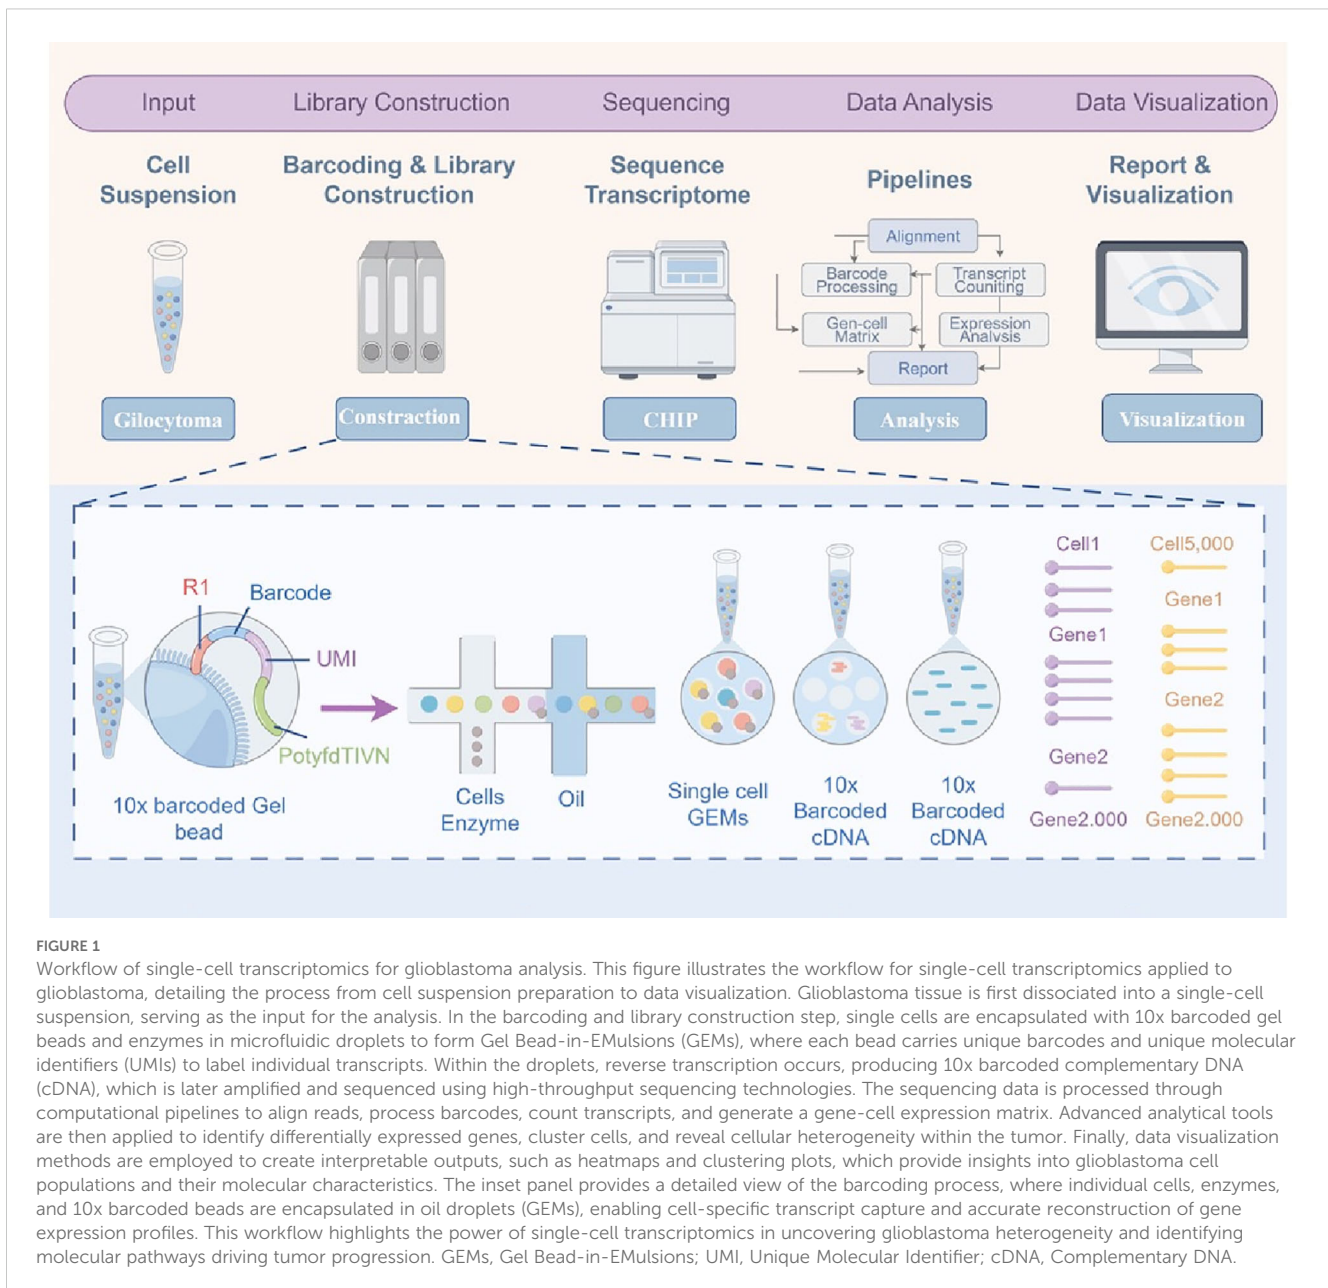 Input
Library Construction
Sequencing
Data Analysis
Data Visualization
Cell
Suspension
Barcoding & Library
Construction
Sequence
Transcriptome
Pipelines
Report &
Visualization
Alignment
Barcode
Processing
Transcript
Counting
Gen-cell
Matrix
Expression
Analysis
Report
Gilocytoma
Constraction
CHIP
Analysis
Visualization
R1
Barcode
UMI
PotyfdTIVN
10x barcoded Gel
bead
Cells
Enzyme
Oil
Single cell
GEMs
10x
Barcoded
cDNA
10x
Barcoded
cDNA
Cell1
Gene1
Gene2
Gene2.000
Cell5,000
Gene1
Gene2
Gene2.000
FIGURE 1
Workflow of single-cell transcriptomics for glioblastoma analysis. This figure illustrates the workflow for single-cell transcriptomics applied to
glioblastoma, detailing the process from cell suspension preparation to data visualization. Glioblastoma tissue is first dissociated into a single-cell
suspension, serving as the input for the analysis. In the barcoding and library construction step, single cells are encapsulated with 10x barcoded gel
beads and enzymes in microfluidic droplets to form Gel Bead-in-EMulsions (GEMs), where each bead carries unique barcodes and unique molecular
identifiers (UMIs) to label individual transcripts. Within the droplets, reverse transcription occurs, producing 10x barcoded complementary DNA
(cDNA), which is later amplified and sequenced using high-throughput sequencing technologies. The sequencing data is processed through
computational pipelines to align reads, process barcodes, count transcripts, and generate a gene-cell expression matrix. Advanced analytical tools
are then applied to identify differentially expressed genes, cluster cells, and reveal cellular heterogeneity within the tumor. Finally, data visualization
methods are employed to create interpretable outputs, such as heatmaps and clustering plots, which provide insights into glioblastoma cell
populations and their molecular characteristics. The inset panel provides a detailed view of the barcoding process, where individual cells, enzymes,
and 10x barcoded beads are encapsulated in oil droplets (GEMs), enabling cell-specific transcript capture and accurate reconstruction of gene
expression profiles. This workflow highlights the power of single-cell transcriptomics in uncovering glioblastoma heterogeneity and identifying
molecular pathways driving tumor progression. GEMs, Gel Bead-in-EMulsions; UMI, Unique Molecular Identifier; cDNA, Complementary DNA.